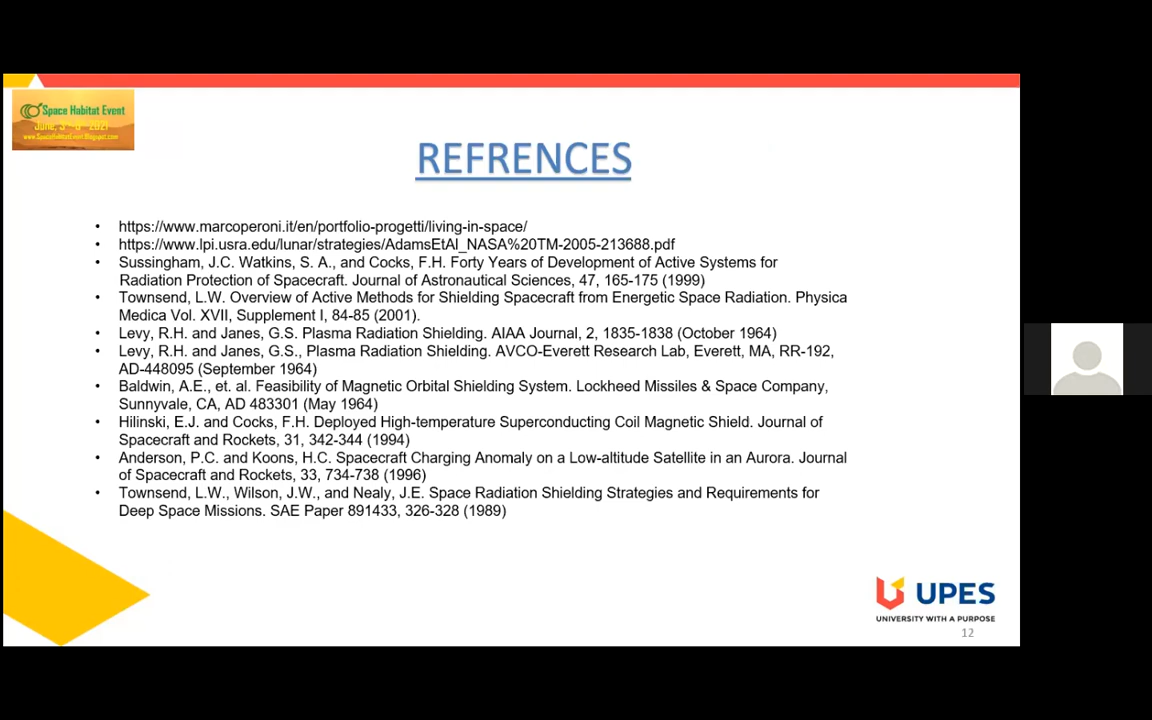 Space Habitat Event
June, 3rd-6th 2021
www.SpaceHabitatEvent.Blogspot.com
REFRENCES
• https://www.marcoperoni.it/en/portfolio-progetti/living-in-space/
• https://www.lpi.usra.edu/lunar/strategies/AdamsEtAl_NASA%20TM-2005-213688.pdf
• Sussingham, J.C. Watkins, S. A., and Cocks, F.H. Forty Years of Development of Active Systems for
Radiation Protection of Spacecraft. Journal of Astronautical Sciences, 47, 165-175 (1999)
• Townsend, L.W. Overview of Active Methods for Shielding Spacecraft from Energetic Space Radiation. Physica
Medica Vol. XVII, Supplement I, 84-85 (2001).
• Levy, R.H. and Janes, G.S. Plasma Radiation Shielding. AIAA Journal, 2, 1835-1838 (October 1964)
• Levy, R.H. and Janes, G.S., Plasma Radiation Shielding. AVCO-Everett Research Lab, Everett, MA, RR-192,
AD-448095 (September 1964)
• Baldwin, A.E., et. al. Feasibility of Magnetic Orbital Shielding System. Lockheed Missiles & Space Company,
Sunnyvale, CA, AD 483301 (May 1964)
• Hilinski, E.J. and Cocks, F.H. Deployed High-temperature Superconducting Coil Magnetic Shield. Journal of
Spacecraft and Rockets, 31, 342-344 (1994)
• Anderson, P.C. and Koons, H.C. Spacecraft Charging Anomaly on a Low-altitude Satellite in an Aurora. Journal
of Spacecraft and Rockets, 33, 734-738 (1996)
• Townsend, L.W., Wilson, J.W., and Nealy, J.E. Space Radiation Shielding Strategies and Requirements for
Deep Space Missions. SAE Paper 891433, 326-328 (1989)
UPES
UNIVERSITY WITH A PURPOSE
12